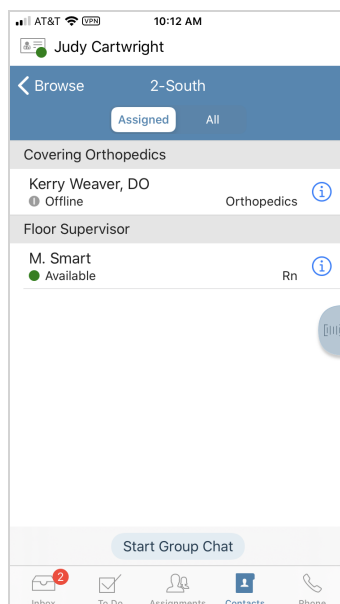 AT&T VPN 10:12 AM
Judy Cartwright
Browse 2-South
Assigned All
Covering Orthopedics
Kerry Weaver, DO
Offline Orthopedics
Floor Supervisor
M. Smart
Available Rn
Start Group Chat
2
Inbox To Do Assignments Contacts Phone